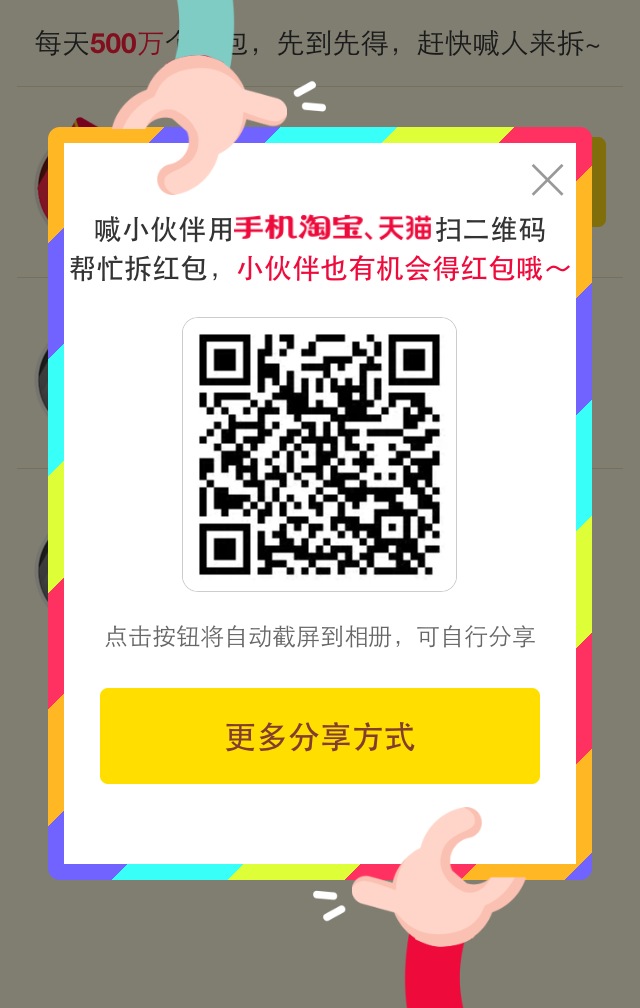 每天500万个 包，先到先得，赶快喊人来拆~
喊小伙伴用手机淘宝、天猫扫二维码
帮忙拆红包，小伙伴也有机会得红包哦～
点击按钮将自动截屏到相册，可自行分享
更多分享方式